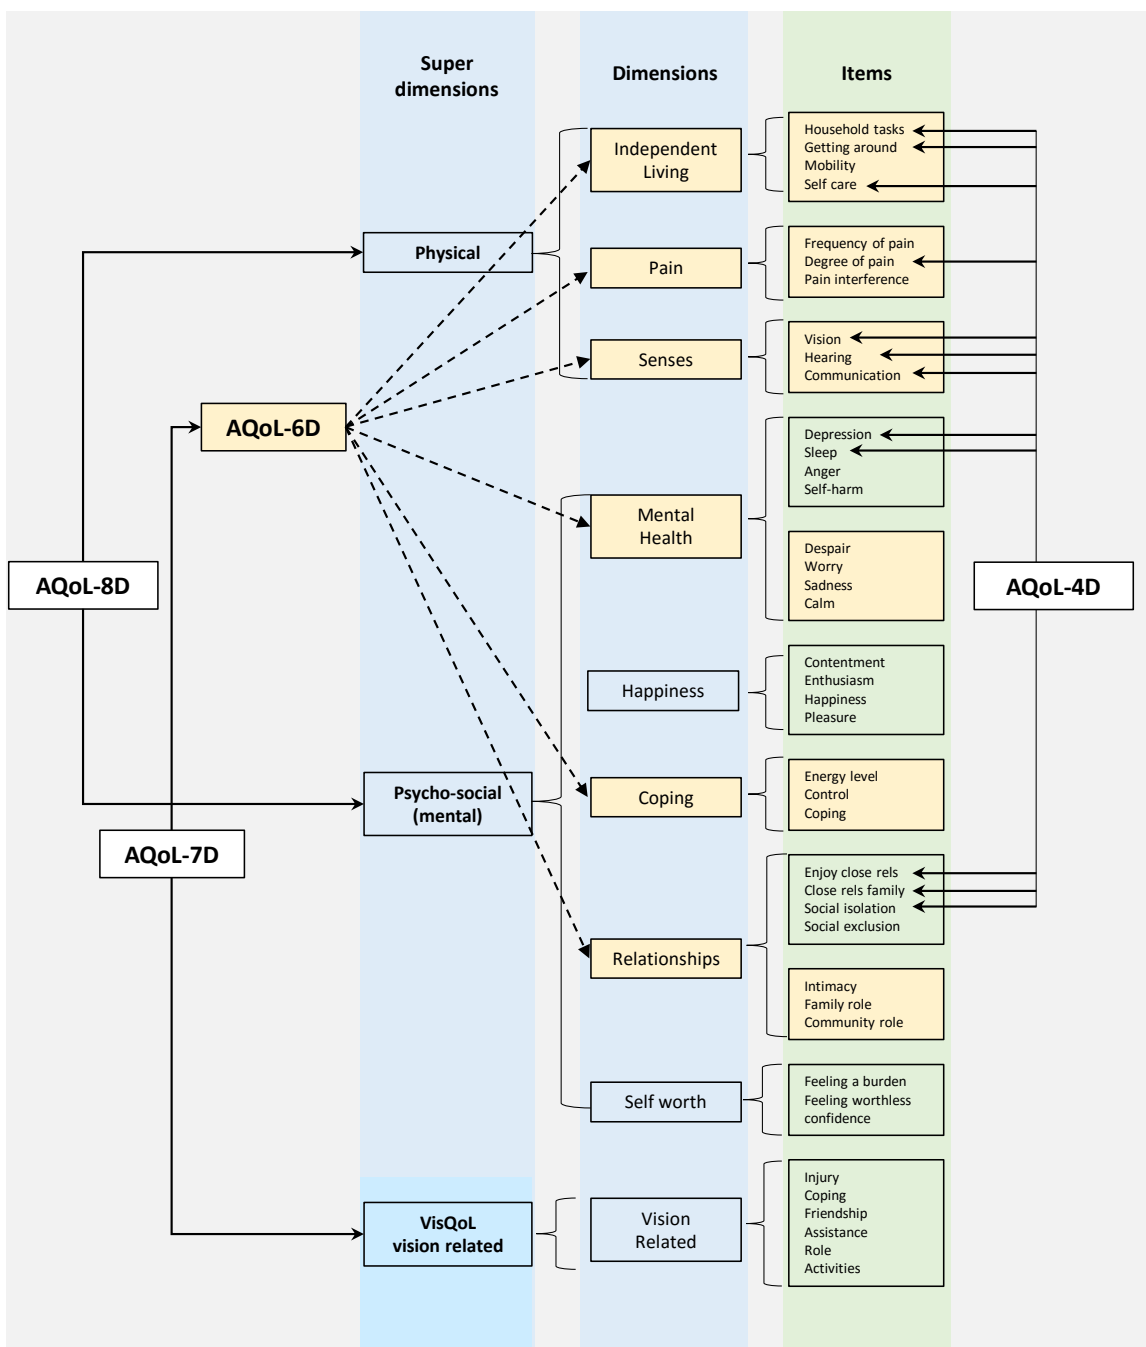 Super
dimensions
Dimensions
Items
Independent
Living
Household tasks
Getting around
Mobility
Self care
Physical
Pain
Frequency of pain
Degree of pain
Pain interference
Senses
Vision
Hearing
Communication
AQoL-6D
Mental
Health
Depression
Sleep
Anger
Self-harm
Despair
Worry
Sadness
Calm
AQoL-8D
AQoL-4D
Happiness
Contentment
Enthusiasm
Happiness
Pleasure
Psycho-social
(mental)
Coping
Energy level
Control
Coping
AQoL-7D
Relationships
Enjoy close rels
Close rels family
Social isolation
Social exclusion
Intimacy
Family role
Community role
Self worth
Feeling a burden
Feeling worthless
confidence
VisQoL
vision related
Vision
Related
Injury
Coping
Friendship
Assistance
Role
Activities